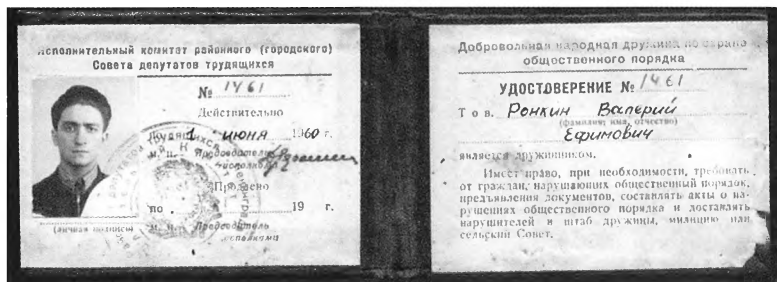 Исполнительный комитет районного (городского)
Совета депутатов трудящихся
№ 1461
Действительно
1 июня 1960 г.
м. п. Председатель
исполкома
Продлено
по 19 г.
м. п. Председатель
исполкома
(личная подпись)
Добровольная народная дружина по охране
общественного порядка
УДОСТОВЕРЕНИЕ № 1461
Тов. Ронкин Валерий
(фамилия, имя, отчество)
Ефимович
является дружинником.
Имеет право, при необходимости, требовать
от граждан, нарушающих общественный порядок,
предъявления документов, составлять акты о на-
рушениях общественного порядка и доставлять
нарушителей в штаб дружины, милицию или
сельский Совет.